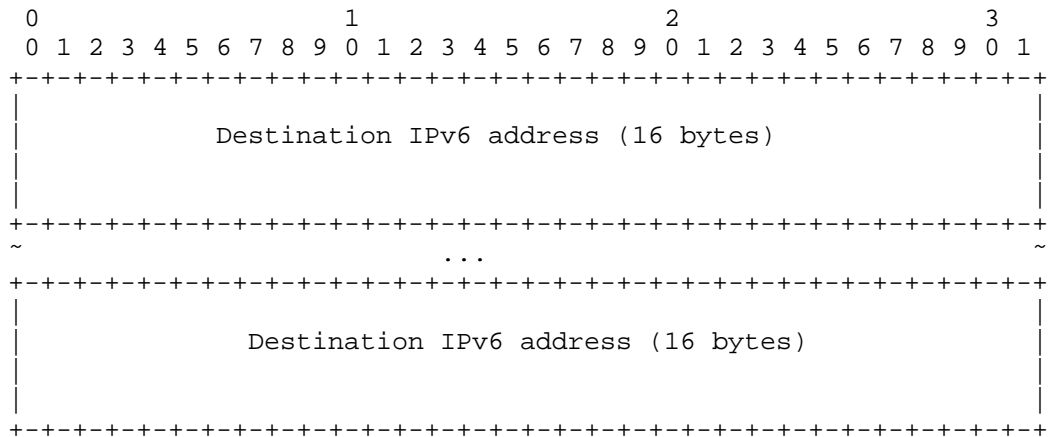 0                   1                   2                   3
 0 1 2 3 4 5 6 7 8 9 0 1 2 3 4 5 6 7 8 9 0 1 2 3 4 5 6 7 8 9 0 1
+-+-+-+-+-+-+-+-+-+-+-+-+-+-+-+-+-+-+-+-+-+-+-+-+-+-+-+-+-+-+-+-+
|                                                               |
|            Destination IPv6 address (16 bytes)                |
|                                                               |
|                                                               |
+-+-+-+-+-+-+-+-+-+-+-+-+-+-+-+-+-+-+-+-+-+-+-+-+-+-+-+-+-+-+-+-+
~                          ...                                  ~
+-+-+-+-+-+-+-+-+-+-+-+-+-+-+-+-+-+-+-+-+-+-+-+-+-+-+-+-+-+-+-+-+
|                                                               |
|              Destination IPv6 address (16 bytes)              |
|                                                               |
|                                                               |
+-+-+-+-+-+-+-+-+-+-+-+-+-+-+-+-+-+-+-+-+-+-+-+-+-+-+-+-+-+-+-+-+